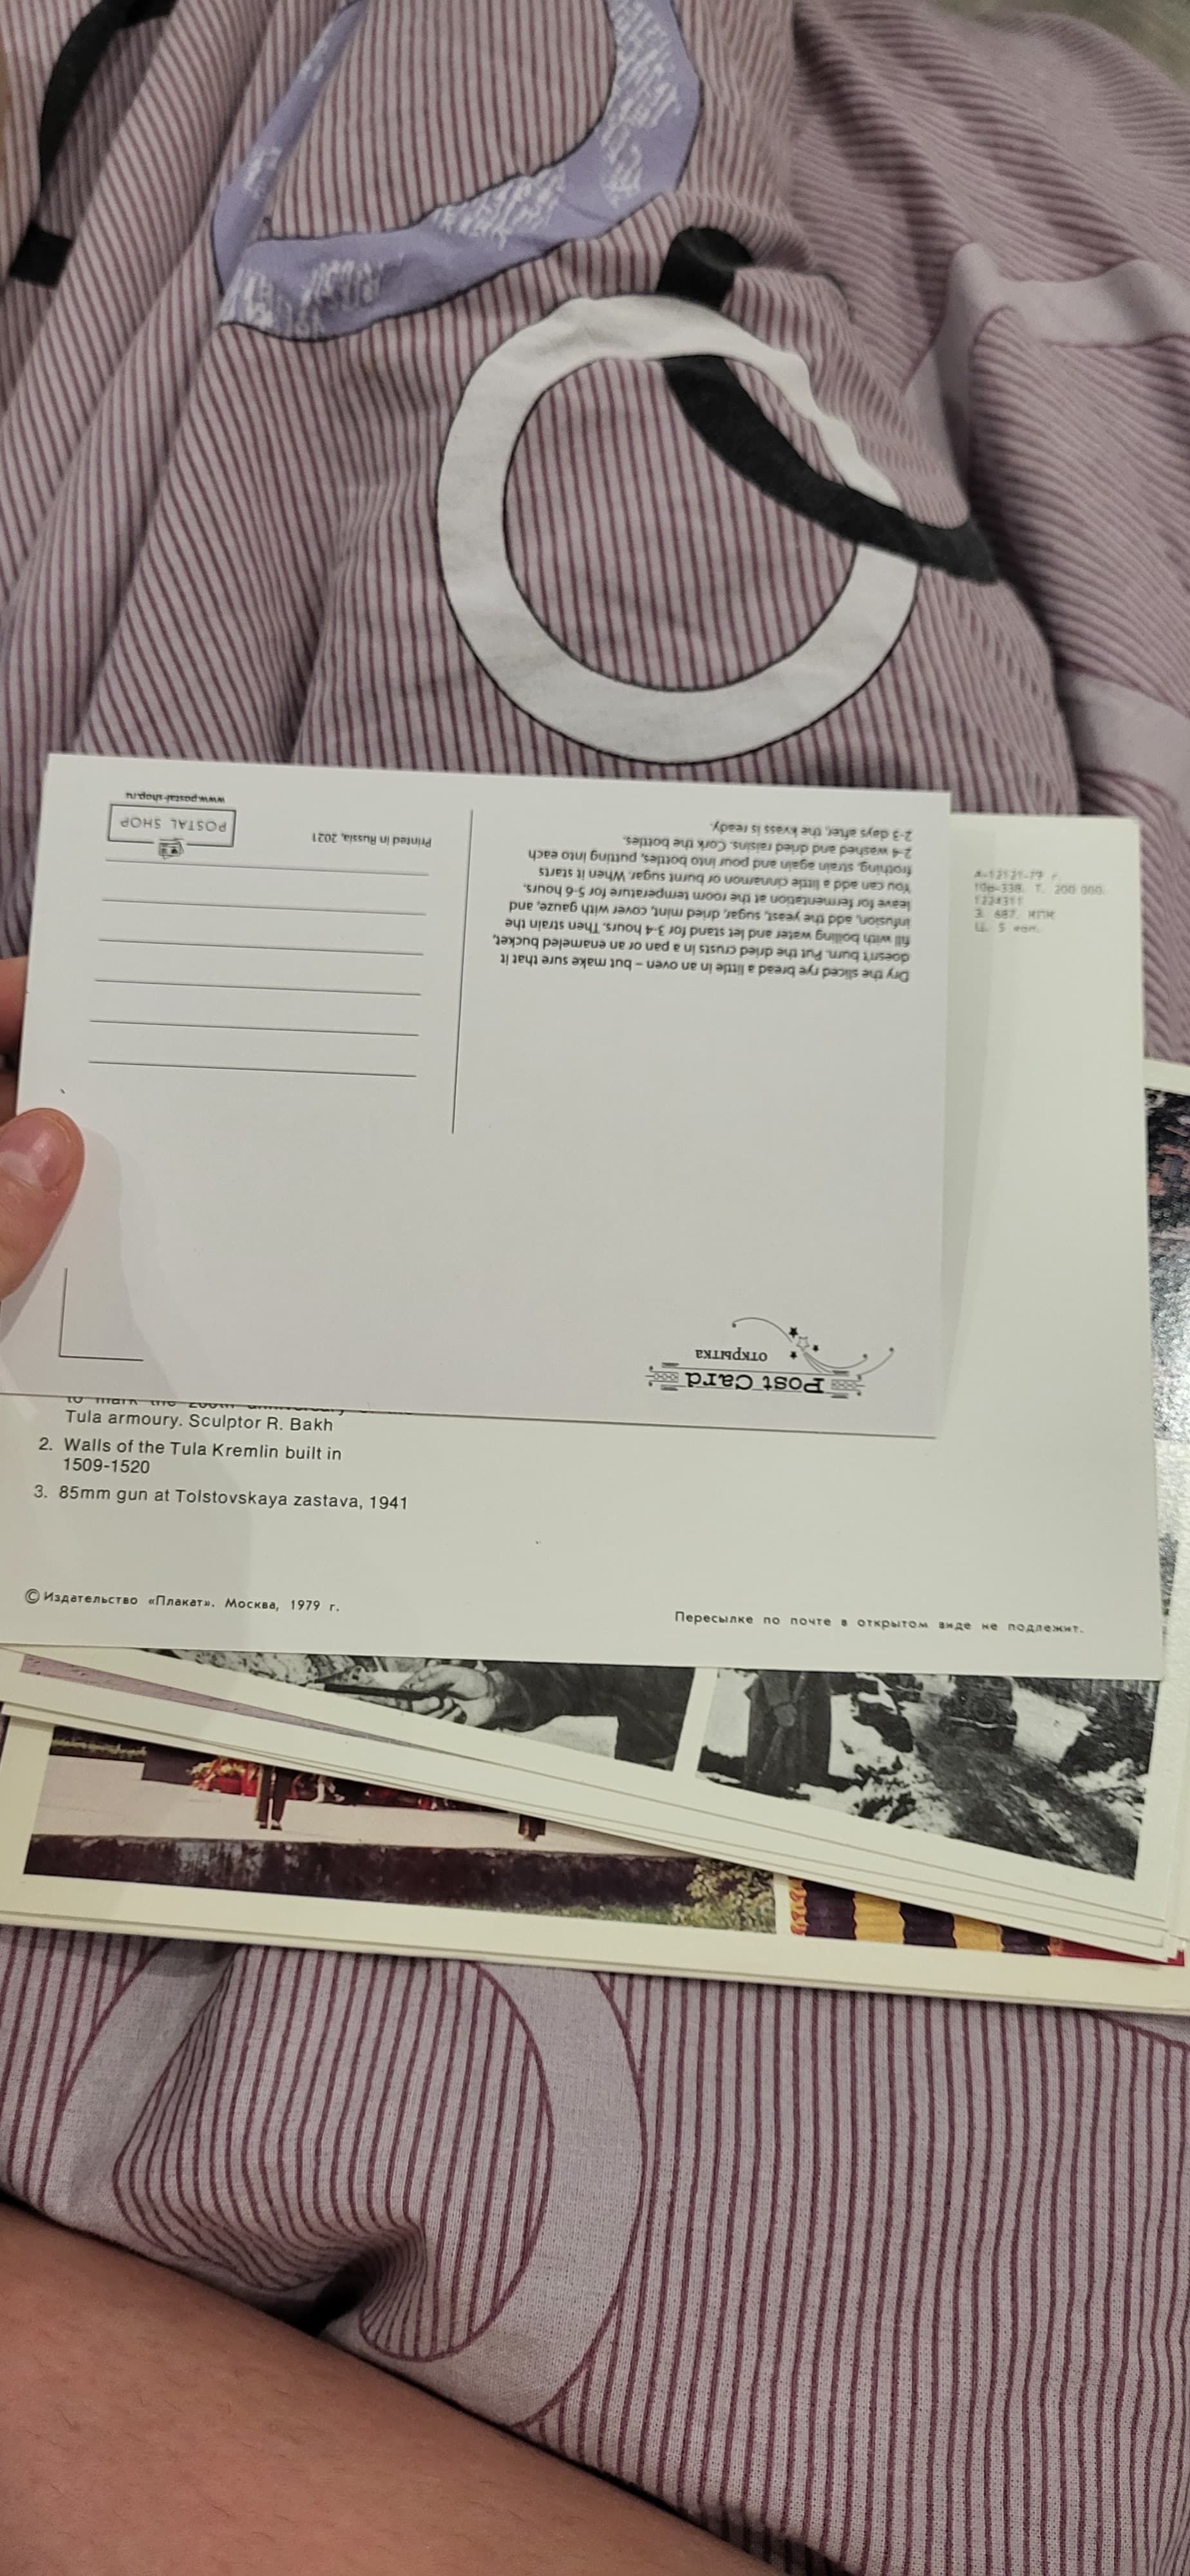 Post Card
открытка
Dry the sliced rye bread a little in an oven – but make sure that it
doesn't burn. Put the dried crusts in a pan or an enameled bucket,
fill with boiling water and let stand for 3-4 hours. Then strain the
infusion, add the yeast, sugar, dried mint, cover with gauze, and
leave for fermentation at the room temperature for 5-6 hours.
You can add a little cinnamon or burnt sugar. When it starts
frothing, strain again and pour into bottles, putting into each
2-4 washed and dried raisins. Cork the bottles.
2-3 days after, the kvass is ready.
Printed in Russia, 2021
POSTAL SHOP
www.postal-shop.ru
200 000.
to mark the 200th anniversary
Tula armoury. Sculptor R. Bakh
2. Walls of the Tula Kremlin built in
1509-1520
3. 85mm gun at Tolstovskaya zastava, 1941
© Издательство «Плакат». Москва, 1979 г.
Пересылке по почте в открытом виде не подлежит.